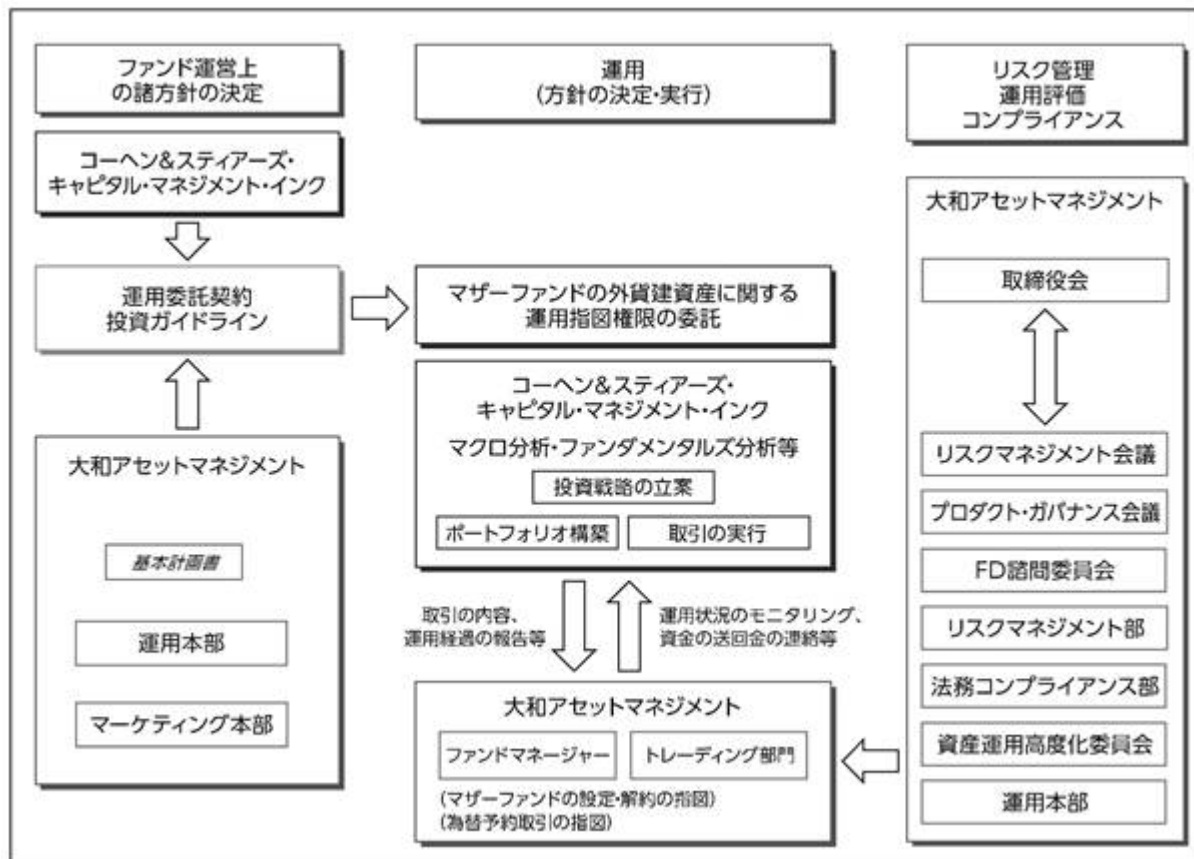 ファンド運営上
の諸方針の決定
コーヘン&スティアーズ・
キャピタル・マネジメント・インク
運用委託契約
投資ガイドライン
大和アセットマネジメント
基本計画書
運用本部
マーケティング本部
運用
(方針の決定・実行)
マザーファンドの外貨建資産に関する
運用指図権限の委託
コーヘン&スティアーズ・
キャピタル・マネジメント・インク
マクロ分析・ファンダメンタルズ分析等
投資戦略の立案
ポートフォリオ構築
取引の実行
取引の内容、
運用経過の報告等
運用状況のモニタリング、
資金の送回金の連絡等
大和アセットマネジメント
ファンドマネージャー
トレーディング部門
(マザーファンドの設定・解約の指図)
(為替予約取引の指図)
リスク管理
運用評価
コンプライアンス
大和アセットマネジメント
取締役会
リスクマネジメント会議
プロダクト・ガバナンス会議
FD諮問委員会
リスクマネジメント部
法務コンプライアンス部
資産運用高度化委員会
運用本部